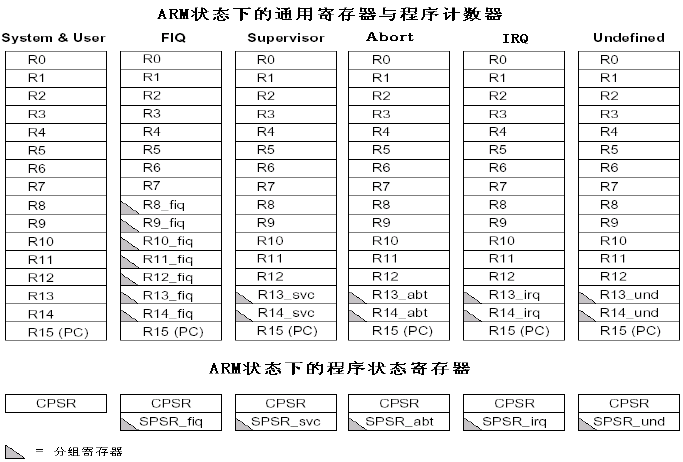 ARM状态下的通用寄存器与程序计数器
System & User FIQ Supervisor Abort IRQ Undefined
R0 R0 R0 R0 R0 R0
R1 R1 R1 R1 R1 R1
R2 R2 R2 R2 R2 R2
R3 R3 R3 R3 R3 R3
R4 R4 R4 R4 R4 R4
R5 R5 R5 R5 R5 R5
R6 R6 R6 R6 R6 R6
R7 R7 R7 R7 R7 R7
R8 R8_fiq R8 R8 R8 R8
R9 R9_fiq R9 R9 R9 R9
R10 R10_fiq R10 R10 R10 R10
R11 R11_fiq R11 R11 R11 R11
R12 R12_fiq R12 R12 R12 R12
R13 R13_fiq R13_svc R13_abt R13_irq R13_und
R14 R14_fiq R14_svc R14_abt R14_irq R14_und
R15 (PC) R15 (PC) R15 (PC) R15 (PC) R15 (PC) R15 (PC)
ARM状态下的程序状态寄存器
CPSR CPSR CPSR CPSR CPSR CPSR
SPSR_fiq SPSR_svc SPSR_abt SPSR_irq SPSR_und
= 分组寄存器